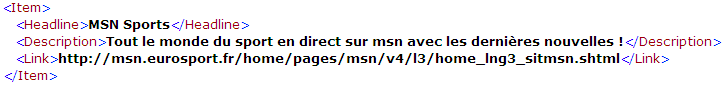 <Item>
<Headline>MSN Sports</Headline>
<Description>Tout le monde du sport en direct sur msn avec les dernières nouvelles !</Description>
<Link>http://msn.eurosport.fr/home/pages/msn/v4/l3/home_lng3_sitmsn.shtml</Link>
</Item>